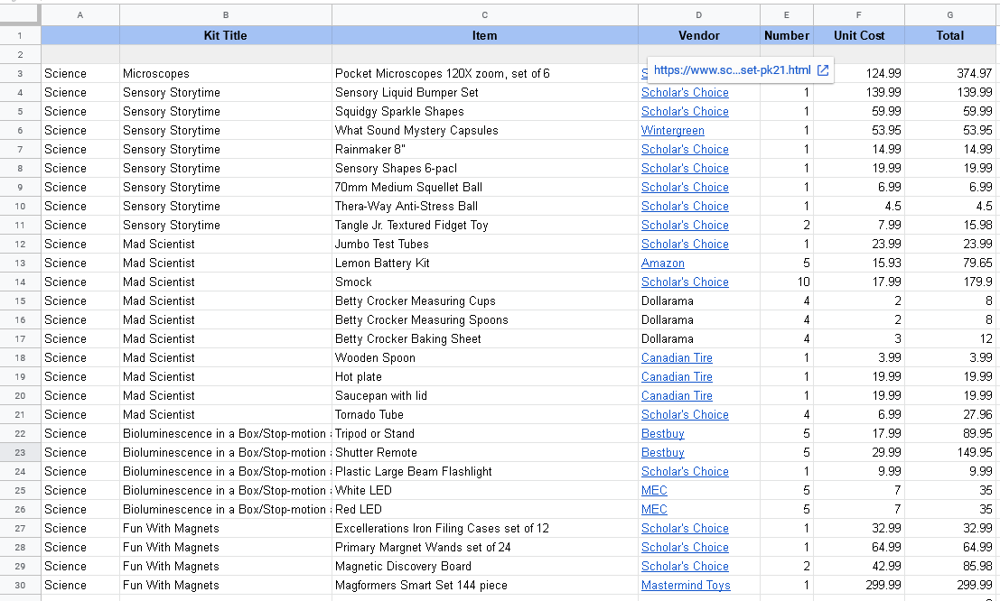 A B C D E F G
1 Kit Title Item Vendor Number Unit Cost Total
2
https://www.sc...set-pk21.html
3 Science Microscopes Pocket Microscopes 120X zoom, set of 6 124.99 374.97
4 Science Sensory Storytime Sensory Liquid Bumper Set Scholar's Choice 1 139.99 139.99
5 Science Sensory Storytime Squidgy Sparkle Shapes Scholar's Choice 1 59.99 59.99
6 Science Sensory Storytime What Sound Mystery Capsules Wintergreen 1 53.95 53.95
7 Science Sensory Storytime Rainmaker 8" Scholar's Choice 1 14.99 14.99
8 Science Sensory Storytime Sensory Shapes 6-pacl Scholar's Choice 1 19.99 19.99
9 Science Sensory Storytime 70mm Medium Squellet Ball Scholar's Choice 1 6.99 6.99
10 Science Sensory Storytime Thera-Way Anti-Stress Ball Scholar's Choice 1 4.5 4.5
11 Science Sensory Storytime Tangle Jr. Textured Fidget Toy Scholar's Choice 2 7.99 15.98
12 Science Mad Scientist Jumbo Test Tubes Scholar's Choice 1 23.99 23.99
13 Science Mad Scientist Lemon Battery Kit Amazon 5 15.93 79.65
14 Science Mad Scientist Smock Scholar's Choice 10 17.99 179.9
15 Science Mad Scientist Betty Crocker Measuring Cups Dollarama 4 2 8
16 Science Mad Scientist Betty Crocker Measuring Spoons Dollarama 4 2 8
17 Science Mad Scientist Betty Crocker Baking Sheet Dollarama 4 3 12
18 Science Mad Scientist Wooden Spoon Canadian Tire 1 3.99 3.99
19 Science Mad Scientist Hot plate Canadian Tire 1 19.99 19.99
20 Science Mad Scientist Saucepan with lid Canadian Tire 1 19.99 19.99
21 Science Mad Scientist Tornado Tube Scholar's Choice 4 6.99 27.96
22 Science Bioluminescence in a Box/Stop-motion Tripod or Stand Bestbuy 5 17.99 89.95
23 Science Bioluminescence in a Box/Stop-motion Shutter Remote Bestbuy 5 29.99 149.95
24 Science Bioluminescence in a Box/Stop-motion Plastic Large Beam Flashlight Scholar's Choice 1 9.99 9.99
25 Science Bioluminescence in a Box/Stop-motion White LED MEC 5 7 35
26 Science Bioluminescence in a Box/Stop-motion Red LED MEC 5 7 35
27 Science Fun With Magnets Excellerations Iron Filing Cases set of 12 Scholar's Choice 1 32.99 32.99
28 Science Fun With Magnets Primary Margnet Wands set of 24 Scholar's Choice 1 64.99 64.99
29 Science Fun With Magnets Magnetic Discovery Board Scholar's Choice 2 42.99 85.98
30 Science Fun With Magnets Magformers Smart Set 144 piece Mastermind Toys 1 299.99 299.99